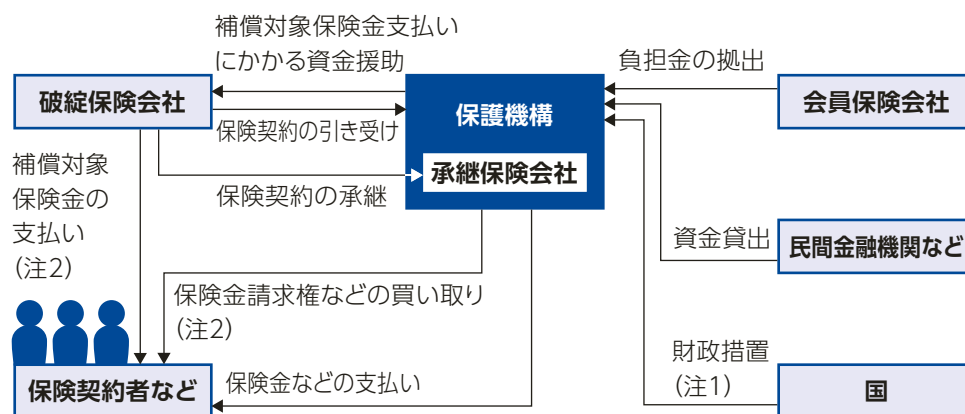 補償対象保険金支払い
にかかる資金援助
負担金の拠出
破綻保険会社
保護機構
会員保険会社
保険契約の引き受け
補償対象
保険金の
支払い
(注2)
承継保険会社
保険契約の承継
資金貸出
民間金融機関など
保険金請求権などの買い取り
(注2)
財政措置
(注1)
保険契約者など
保険金などの支払い
国